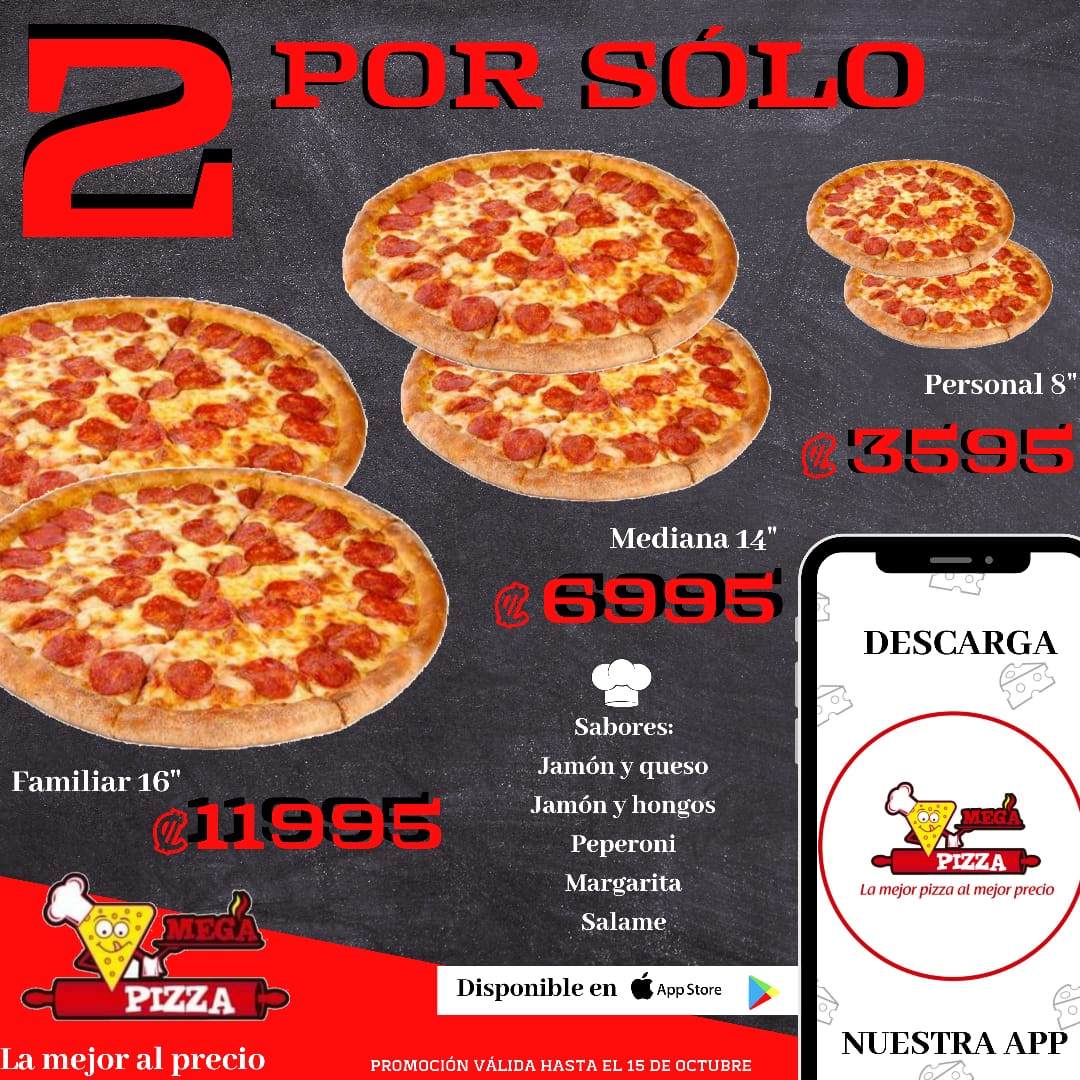 2 POR SÓLO
Personal 8"
₡ 3595
Mediana 14"
₡ 6995
Familiar 16"
₡11995
Sabores:
Jamón y queso
Jamón y hongos
Peperoni
Margarita
Salame
DESCARGA
MEGA
PIZZA
La mejor pizza al mejor precio
NUESTRA APP
MEGA
PIZZA
La mejor al precio
Disponible en App Store
PROMOCIÓN VÁLIDA HASTA EL 15 DE OCTUBRE